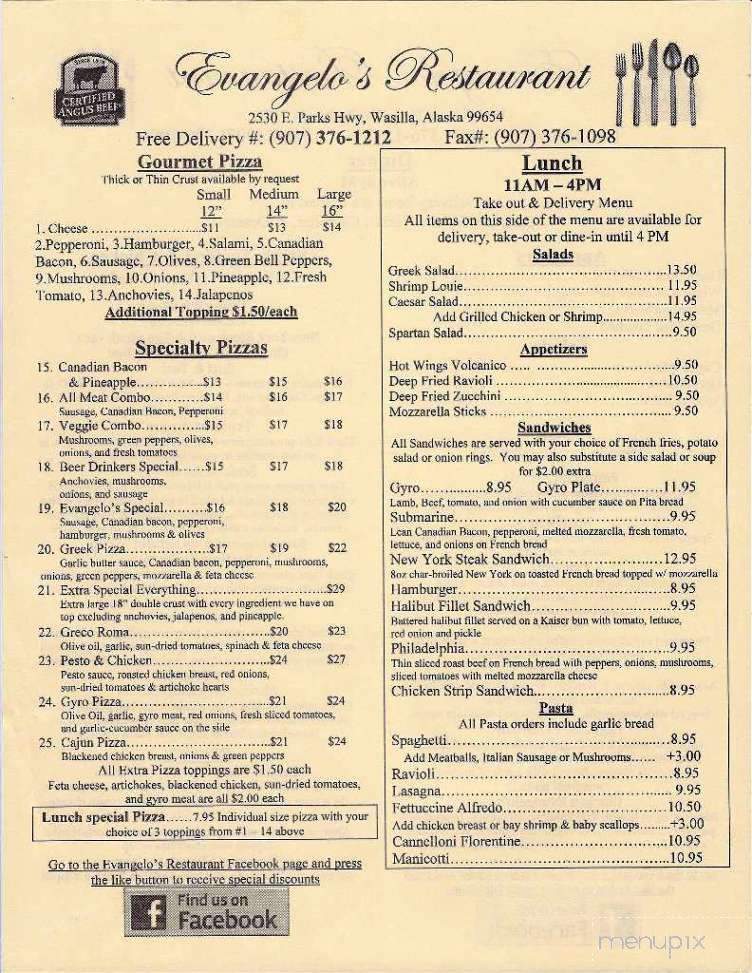 SINCE 1978
CERTIFIED
ANGUS BEEF
Evangelo's Restaurant
2530 E. Parks Hwy, Wasilla, Alaska 99654
Free Delivery #: (907) 376-1212 Fax#: (907) 376-1098
Gourmet Pizza
Thick or Thin Crust available by request
Small Medium Large
12" 14" 16"
1. Cheese ........................$11 $13 $14
2.Pepperoni, 3.Hamburger, 4.Salami, 5.Canadian
Bacon, 6.Sausage, 7.Olives, 8.Green Bell Peppers,
9.Mushrooms, 10.Onions, 11.Pineapple, 12.Fresh
Tomato, 13.Anchovies, 14.Jalapenos
Additional Topping $1.50/each
Specialty Pizzas
15. Canadian Bacon
& Pineapple...............$13 $15 $16
16. All Meat Combo............$14 $16 $17
Sausage, Canadian Bacon, Pepperoni
17. Veggie Combo..............$15 $17 $18
Mushrooms, green peppers, olives,
onions, and fresh tomatoes
18. Beer Drinkers Special......$15 $17 $18
Anchovies, mushrooms,
onions, and sausage
19. Evangelo's Special.........$16 $18 $20
Sausage, Canadian bacon, pepperoni,
hamburger, mushrooms & olives
20. Greek Pizza...................$17 $19 $22
Garlic butter sauce, Canadian bacon, pepperoni, mushrooms,
onions, green peppers, mozzarella & feta cheese
21. Extra Special Everything..............................$29
Extra large 18" double crust with every ingredient we have on
top excluding anchovies, jalapenos, and pineapple.
22. Greco Roma................................$20 $23
Olive oil, garlic, sun-dried tomatoes, spinach & feta cheese
23. Pesto & Chicken...........................$24 $27
Pesto sauce, roasted chicken breast, red onions,
sun-dried tomatoes & artichoke hearts
24. Gyro Pizza..................................$21 $24
Olive Oil, garlic, gyro meat, red onions, fresh sliced tomatoes,
and garlic-cucumber sauce on the side
25. Cajun Pizza.................................$21 $24
Blackened chicken breast, onions & green peppers
All Extra Pizza toppings are $1.50 each
Feta cheese, artichokes, blackened chicken, sun-dried tomatoes,
and gyro meat are all $2.00 each
Lunch special Pizza......7.95 Individual size pizza with your
choice of 3 toppings from #1 – 14 above
Go to the Evangelo's Restaurant Facebook page and press
the like button to receive special discounts
f Find us on
Facebook
Lunch
11AM – 4PM
Take out & Delivery Menu
All items on this side of the menu are available for
delivery, take-out or dine-in until 4 PM
Salads
Greek Salad.................................................13.50
Shrimp Louie............................................... 11.95
Caesar Salad................................................11.95
Add Grilled Chicken or Shrimp...................14.95
Spartan Salad................................................9.50
Appetizers
Hot Wings Volcanico ..... ................................9.50
Deep Fried Ravioli .......................................10.50
Deep Fried Zucchini ...................................... 9.50
Mozzarella Sticks ......................................... 9.50
Sandwiches
All Sandwiches are served with your choice of French fries, potato
salad or onion rings. You may also substitute a side salad or soup
for $2.00 extra
Gyro................8.95 Gyro Plate..............11.95
Lamb, Beef, tomato, and onion with cucumber sauce on Pita bread
Submarine..................................................9.95
Lean Canadian Bacon, pepperoni, melted mozzarella, fresh tomato,
lettuce, and onions on French bread
New York Steak Sandwich..........................12.95
8oz char-broiled New York on toasted French bread topped w/ mozzarella
Hamburger.................................................8.95
Halibut Fillet Sandwich................................9.95
Battered halibut fillet served on a Kaiser bun with tomato, lettuce,
red onion and pickle
Philadelphia................................................9.95
Thin sliced roast beef on French bread with peppers, onions, mushrooms,
sliced tomatoes with melted mozzarella cheese
Chicken Strip Sandwich...............................8.95
Pasta
All Pasta orders include garlic bread
Spaghetti...................................................8.95
Add Meatballs, Italian Sausage or Mushrooms...... +3.00
Ravioli......................................................8.95
Lasagna..................................................... 9.95
Fettuccine Alfredo.....................................10.50
Add chicken breast or bay shrimp & baby scallops.........+3.00
Cannelloni Florentine..................................10.95
Manicotti..................................................10.95
menupix